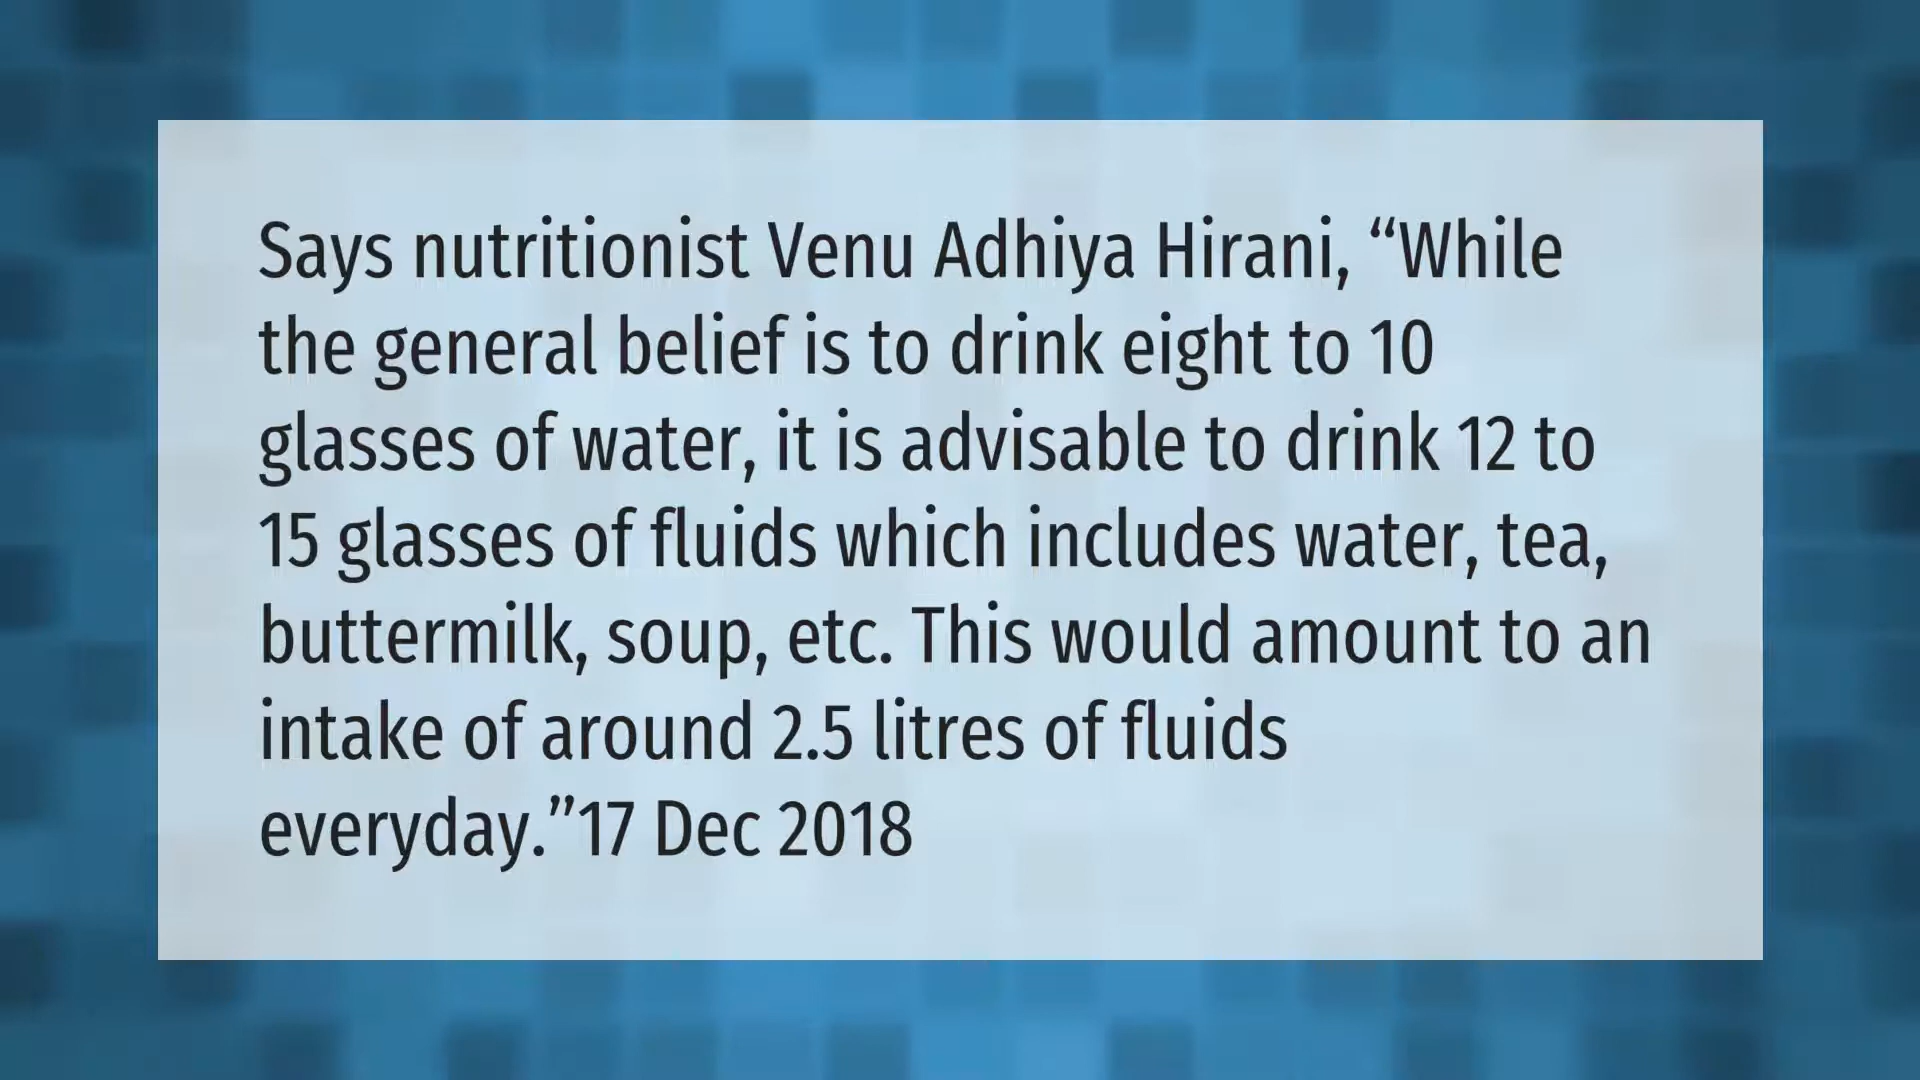 Says nutritionist Venu Adhiya Hirani, “While
the general belief is to drink eight to 10
glasses of water, it is advisable to drink 12 to
15 glasses of fluids which includes water, tea,
buttermilk, soup, etc. This would amount to an
intake of around 2.5 litres of fluids
everyday.”17 Dec 2018